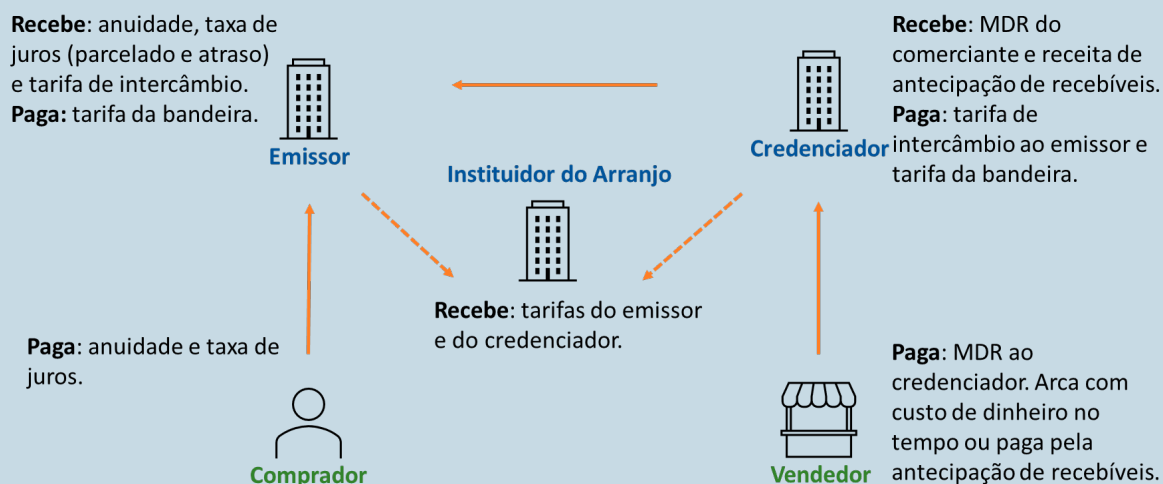 Recebe: anuidade, taxa de
juros (parcelado e atraso)
e tarifa de intercâmbio.
Paga: tarifa da bandeira.
Emissor
Recebe: MDR do
comerciante e receita de
antecipação de recebíveis.
Paga: tarifa de
intercâmbio ao emissor e
tarifa da bandeira.
Credenciador
Instituidor do Arranjo
Recebe: tarifas do emissor
e do credenciador.
Paga: anuidade e taxa de
juros.
Comprador
Paga: MDR ao
credenciador. Arca com
custo de dinheiro no
tempo ou paga pela
antecipação de recebíveis.
Vendedor